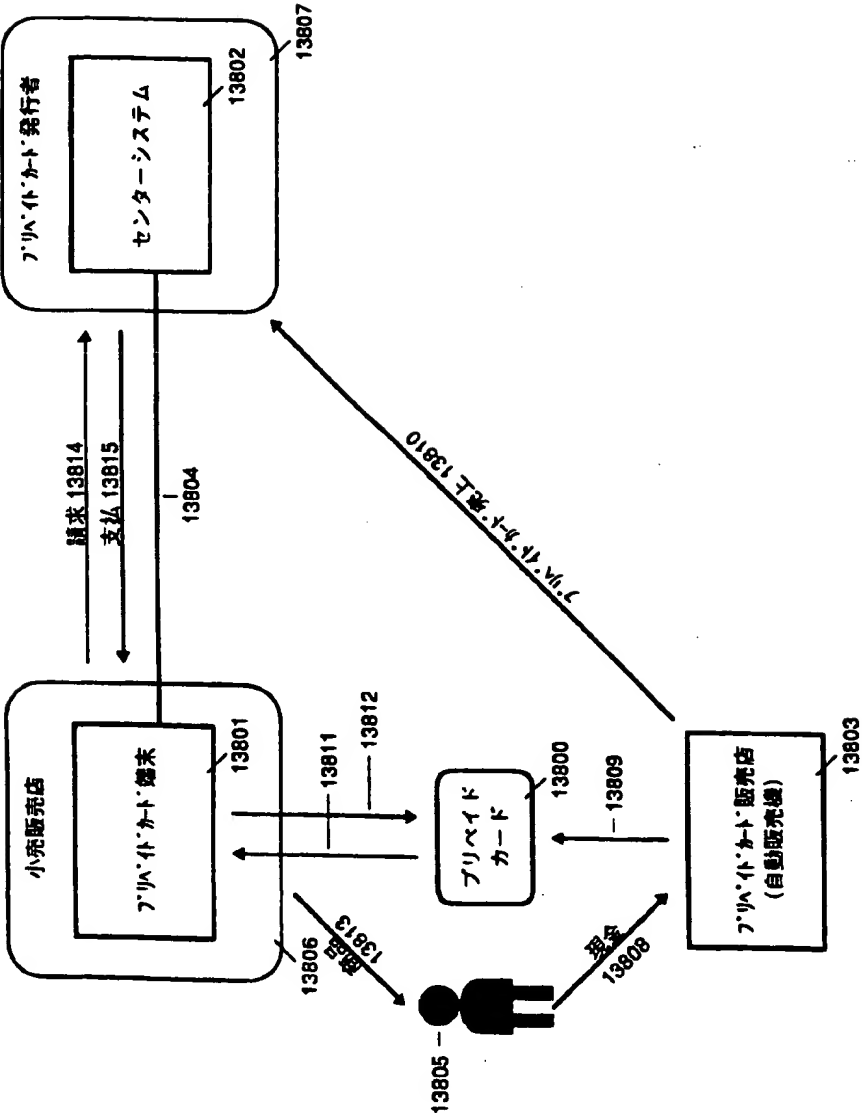 小売販売店
プリペイドカード端末
13801
13806
プリペイドカード発行者
センターシステム
13802
13807
請求 13814
支払 13815
13804
13811
13812
商品
13813
プリペイド
カード
13800
13805
現金
13808
13809
プリペイドカード売上 13810
プリペイドカード販売店
(自動販売機)
13803